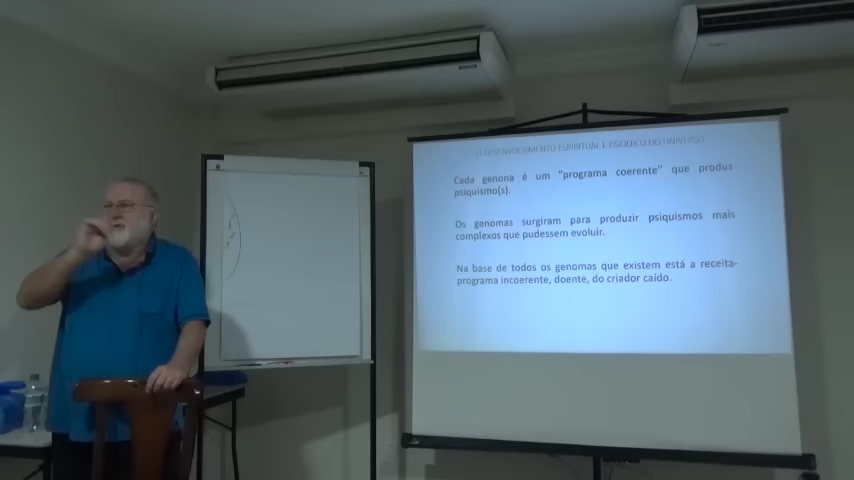 O DESENVOLVIMENTO ESPIRITUAL E PSÍQUICO DO UNIVERSO
Cada genona é um "programa coerente" que produz
psiquismo(s).
Os genomas surgiram para produzir psiquismos mais
complexos que pudessem evoluir.
Na base de todos os genomas que existem está a receita-
programa incoerente, doente, do criador caído.